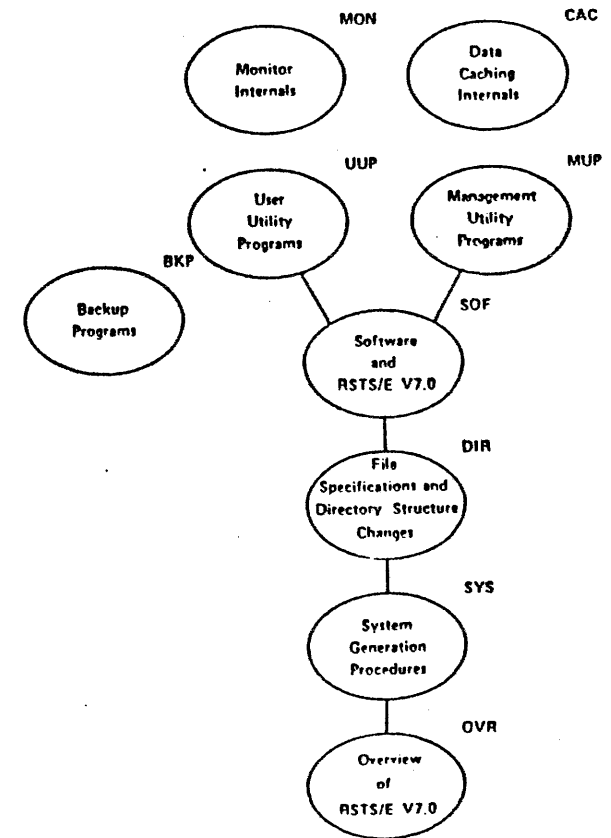 MON
Monitor
Internals
CAC
Data
Caching
Internals
UUP
User
Utility
Programs
MUP
Management
Utility
Programs
BKP
Backup
Programs
SOF
Software
and
RSTS/E V7.0
DIR
File
Specifications and
Directory Structure
Changes
SYS
System
Generation
Procedures
OVR
Overview
of
RSTS/E V7.0